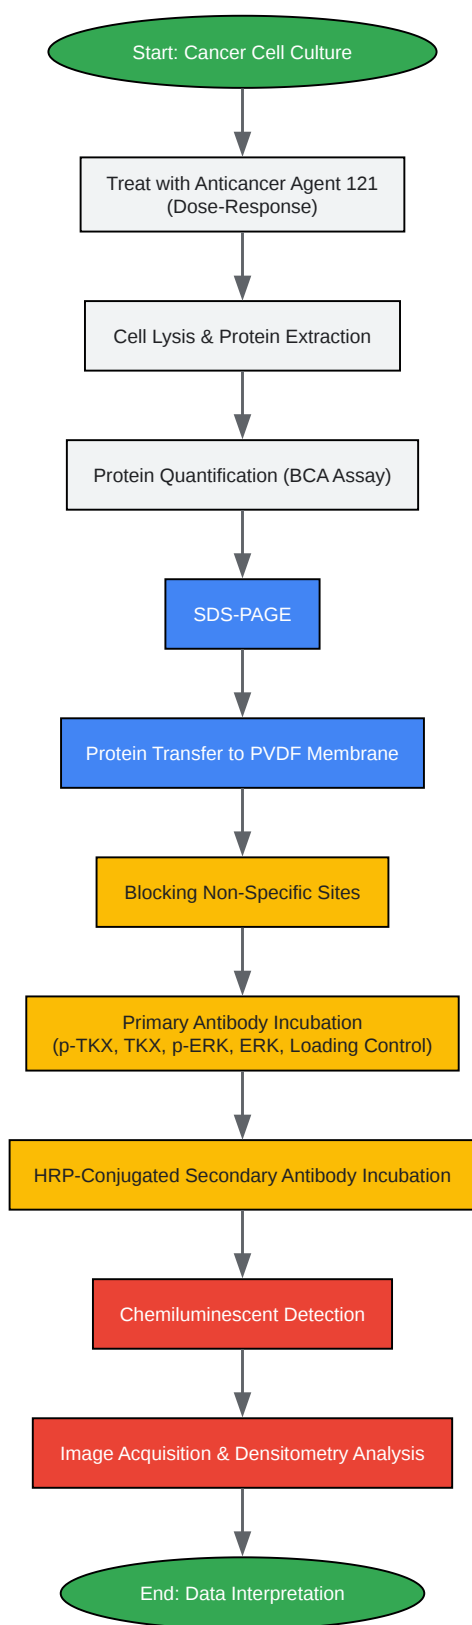 Start: Cancer Cell Culture
Treat with Anticancer Agent 121
(Dose-Response)
Cell Lysis & Protein Extraction
Protein Quantification (BCA Assay)
SDS-PAGE
Protein Transfer to PVDF Membrane
Blocking Non-Specific Sites
Primary Antibody Incubation
(p-TKX, TKX, p-ERK, ERK, Loading Control)
HRP-Conjugated Secondary Antibody Incubation
Chemiluminescent Detection
Image Acquisition & Densitometry Analysis
End: Data Interpretation